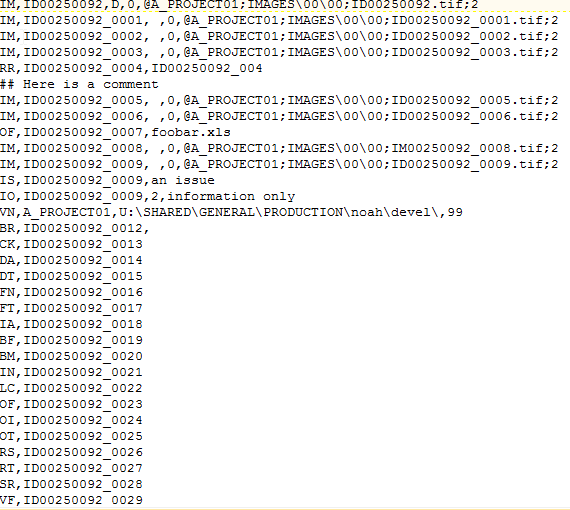 IM,ID00250092,D,0,@A_PROJECT01;IMAGES\00\00;ID00250092.tif;2
IM,ID00250092_0001, ,0,@A_PROJECT01;IMAGES\00\00;ID00250092_0001.tif;2
IM,ID00250092_0002, ,0,@A_PROJECT01;IMAGES\00\00;ID00250092_0002.tif;2
IM,ID00250092_0003, ,0,@A_PROJECT01;IMAGES\00\00;ID00250092_0003.tif;2
RR,ID00250092_0004,ID00250092_004
## Here is a comment
IM,ID00250092_0005, ,0,@A_PROJECT01;IMAGES\00\00;ID00250092_0005.tif;2
IM,ID00250092_0006, ,0,@A_PROJECT01;IMAGES\00\00;ID00250092_0006.tif;2
OF,ID00250092_0007,foobar.xls
IM,ID00250092_0008, ,0,@A_PROJECT01;IMAGES\00\00;IM00250092_0008.tif;2
IM,ID00250092_0009, ,0,@A_PROJECT01;IMAGES\00\00;ID00250092_0009.tif;2
IS,ID00250092_0009,an issue
IO,ID00250092_0009,2,information only
VN,A_PROJECT01,U:\SHARED\GENERAL\PRODUCTION\noah\devel\,99
BR,ID00250092_0012,
CK,ID00250092_0013
DA,ID00250092_0014
DT,ID00250092_0015
FN,ID00250092_0016
FT,ID00250092_0017
IA,ID00250092_0018
BF,ID00250092_0019
BM,ID00250092_0020
IN,ID00250092_0021
LC,ID00250092_0022
OF,ID00250092_0023
OI,ID00250092_0024
OT,ID00250092_0025
RS,ID00250092_0026
RT,ID00250092_0027
SR,ID00250092_0028
VF,ID00250092_0029